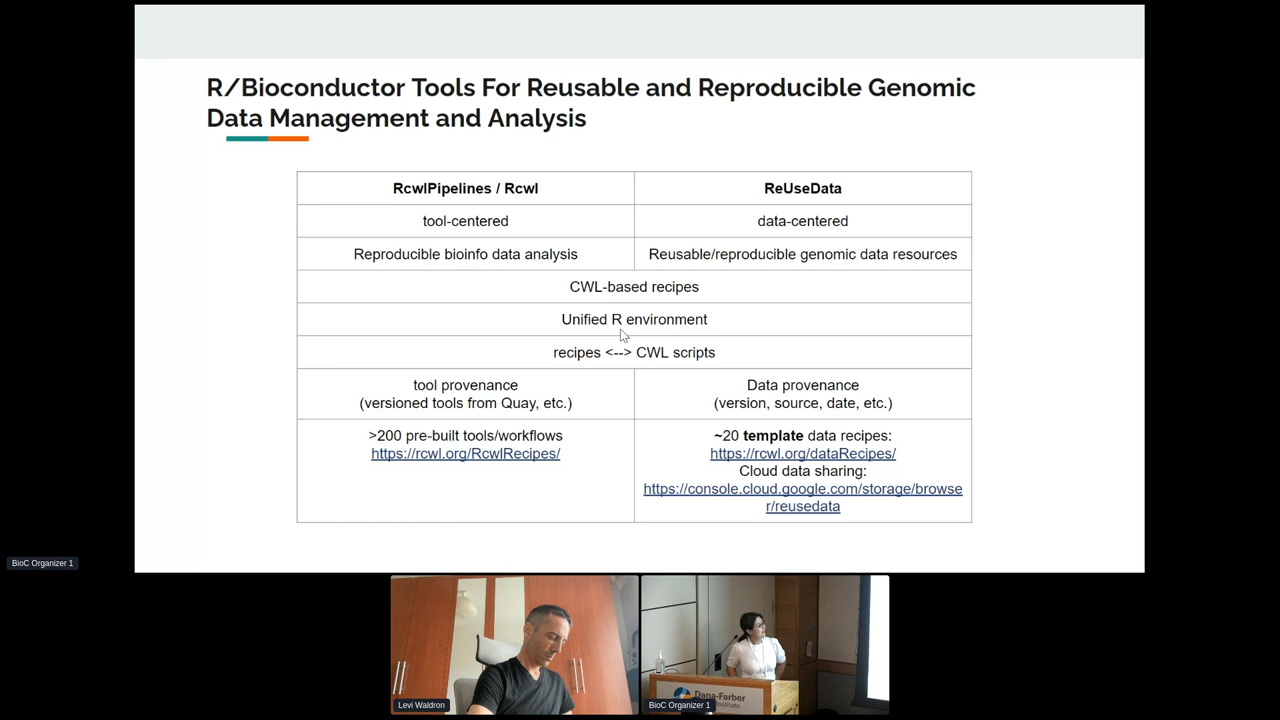 R/Bioconductor Tools For Reusable and Reproducible Genomic
Data Management and Analysis
RcwlPipelines / Rcwl
ReUseData
tool-centered
data-centered
Reproducible bioinfo data analysis
Reusable/reproducible genomic data resources
CWL-based recipes
Unified R environment
recipes <--> CWL scripts
tool provenance
(versioned tools from Quay, etc.)
Data provenance
(version, source, date, etc.)
>200 pre-built tools/workflows
https://rcwl.org/RcwlRecipes/
~20 template data recipes:
https://rcwl.org/dataRecipes/
Cloud data sharing:
https://console.cloud.google.com/storage/browse
r/reusedata
BioC Organizer 1
Levi Waldron
Dana-Farber
BioC Organizer 1